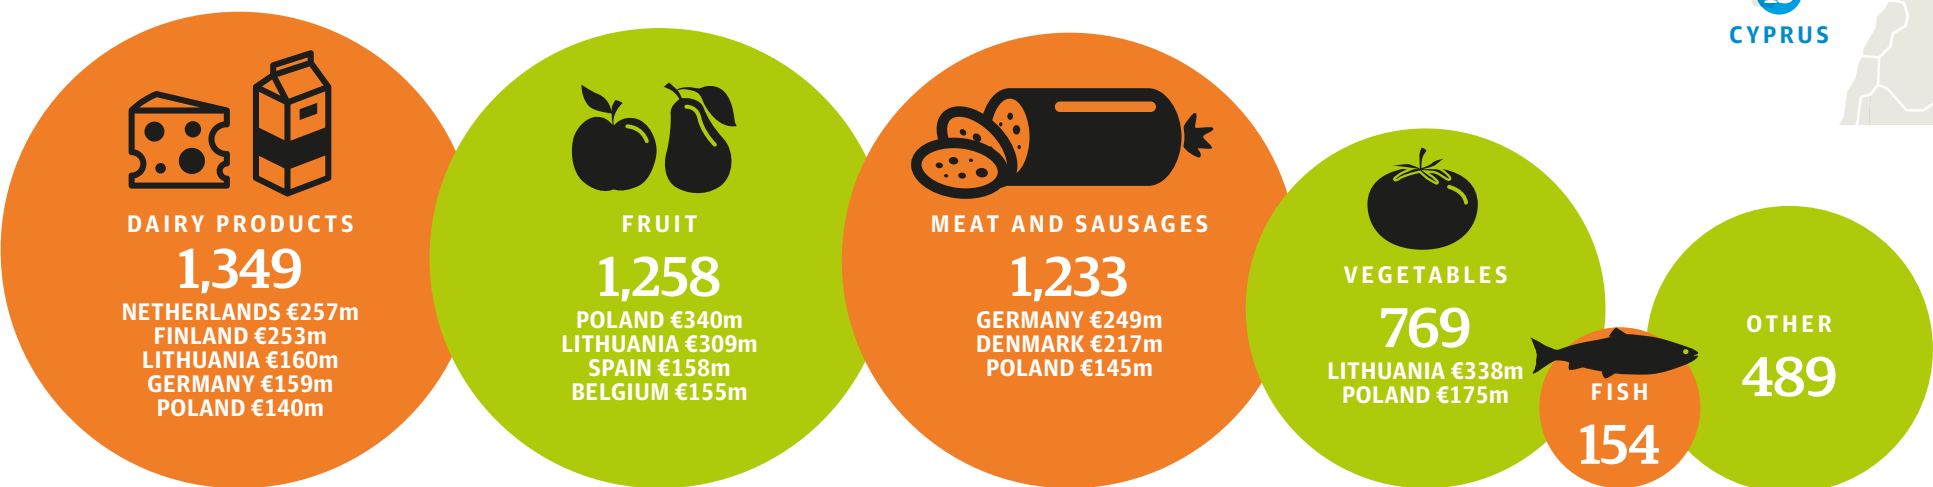 CYPRUS
DAIRY PRODUCTS
1,349
NETHERLANDS €257m
FINLAND €253m
LITHUANIA €160m
GERMANY €159m
POLAND €140m
FRUIT
1,258
POLAND €340m
LITHUANIA €309m
SPAIN €158m
BELGIUM €155m
MEAT AND SAUSAGES
1,233
GERMANY €249m
DENMARK €217m
POLAND €145m
VEGETABLES
769
LITHUANIA €338m
POLAND €175m
FISH
154
OTHER
489